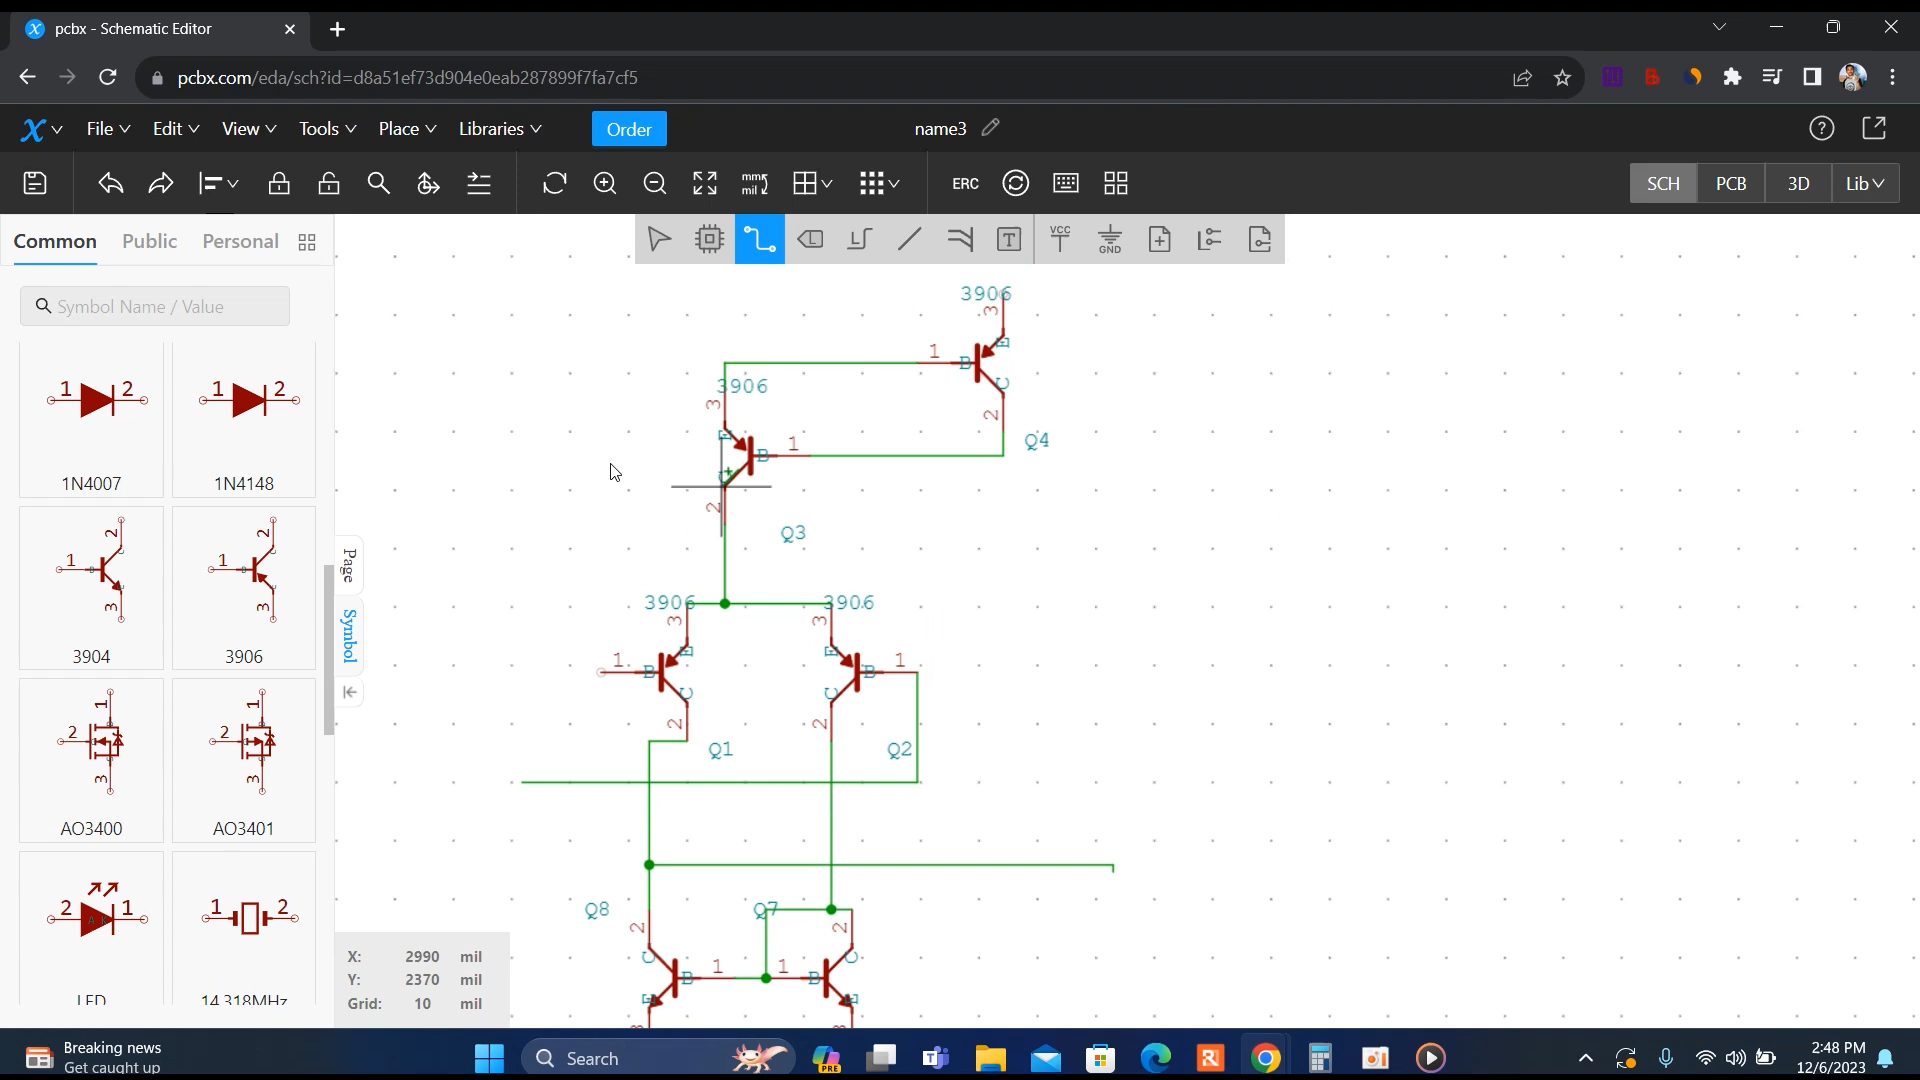 pcbx - Schematic Editor
pcbx.com/eda/sch?id=d8a51ef73d904e0eab287899f7fa7cf5
File Edit View Tools Place Libraries Order name3
mm mil ERC SCH PCB 3D Lib
Common Public Personal
VCC GND
Symbol Name / Value
1 2 1 2
1N4007 1N4148
2 1 3 2 1 3
3904 3906
1 2 3 1 2 3
AO3400 AO3401
2 1 1 2
LED 14.318MHz
Page
Symbol
3906
3
E
1 B
C
2
Q4
3906
3
E
B 1
C
2
Q3
3906 3906
3 3
E E
1 B B 1
C C
2 2
Q1 Q2
Q8 Q7
2 2
C C
B 1 1 B
E E
3 3
X: 2990 mil
Y: 2370 mil
Grid: 10 mil
Breaking news
Get caught up
Search
PRE
2:48 PM
12/6/2023